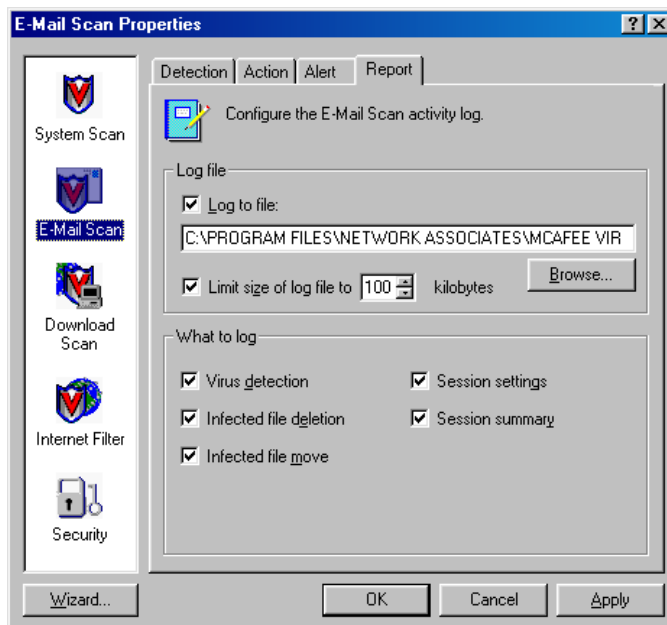 E-Mail Scan Properties
System Scan
E-Mail Scan
Download
Scan
Internet Filter
Security
Detection
Action
Alert
Report
Configure the E-Mail Scan activity log.
Log file
Log to file:
C:\PROGRAM FILES\NETWORK ASSOCIATES\MCAFEE VIR
Limit size of log file to 100 kilobytes
Browse...
What to log
Virus detection
Session settings
Infected file deletion
Session summary
Infected file move
Wizard...
OK
Cancel
Apply